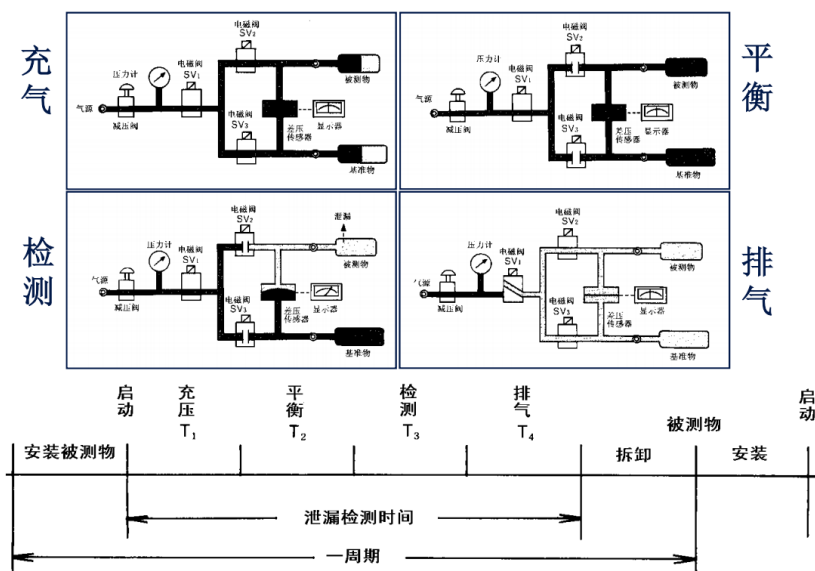 充气
电磁阀
SV₂
压力计
电磁阀
SV₁
气源
减压阀
电磁阀
SV₃
差压
传感器
显示器
被测物
基准物
平衡
电磁阀
SV₂
压力计
电磁阀
SV₁
气源
减压阀
电磁阀
SV₃
差压
传感器
显示器
被测物
基准物
检测
电磁阀
SV₂
泄漏
压力计
电磁阀
SV₁
气源
减压阀
电磁阀
SV₃
差压
传感器
显示器
被测物
基准物
排气
电磁阀
SV₂
压力计
电磁阀
SV₁
气源
减压阀
电磁阀
SV₃
差压
传感器
显示器
被测物
基准物
启动
充压 T₁
平衡 T₂
检测 T₃
排气 T₄
被测物
启动
安装被测物
拆卸
安装
泄漏检测时间
一周期